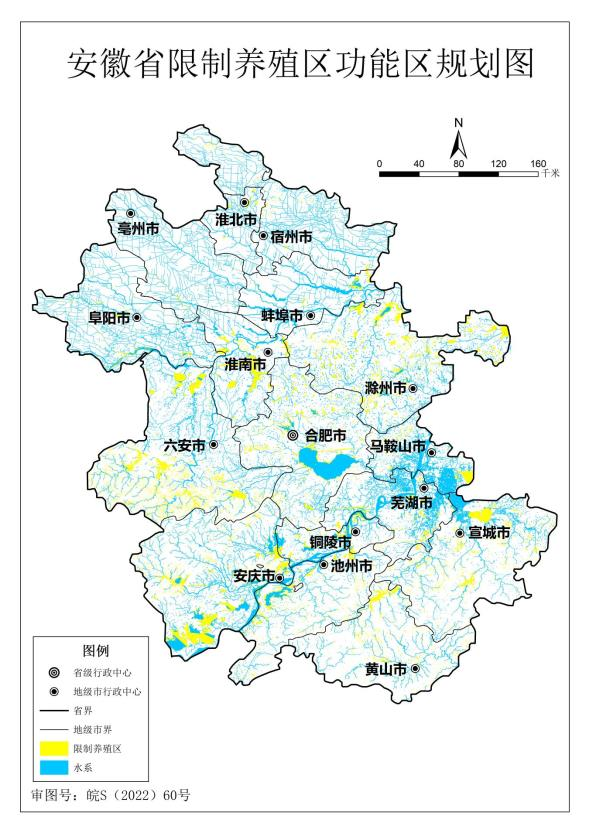 安徽省限制养殖区功能区规划图
N
0 40 80 120 160
千米
淮北市
亳州市
宿州市
阜阳市
蚌埠市
淮南市
滁州市
合肥市
六安市
马鞍山市
芜湖市
铜陵市
宣城市
池州市
安庆市
黄山市
图例
省级行政中心
地级市行政中心
省界
地级市界
限制养殖区
水系
审图号：皖S（2022）60号